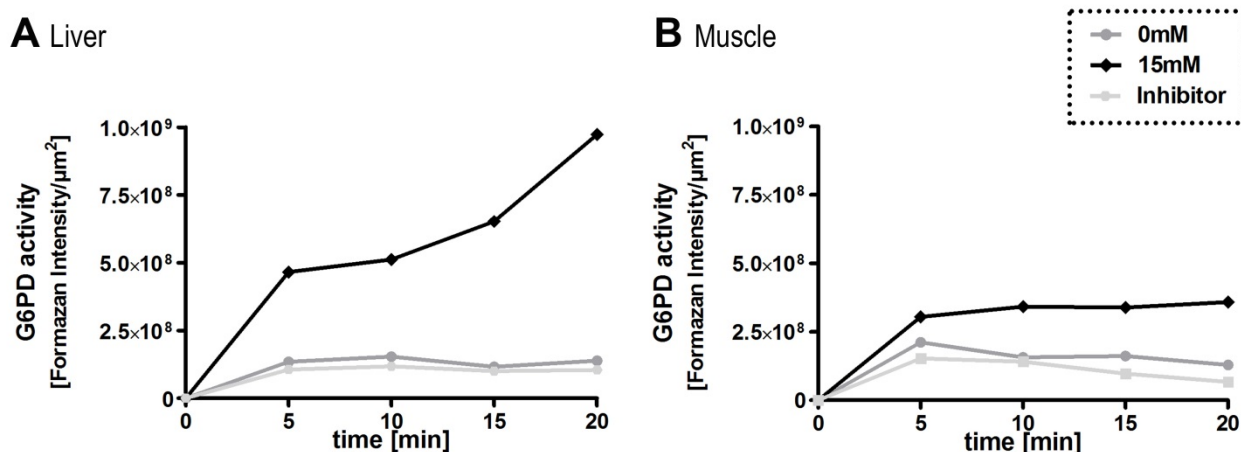 A Liver
B Muscle
0mM
15mM
Inhibitor
G6PD activity
[Formazan Intensity/µm²]
1.0×10⁹
7.5×10⁸
5.0×10⁸
2.5×10⁸
0
0 5 10 15 20
time [min]
G6PD activity
[Formazan Intensity/µm²]
1.0×10⁹
7.5×10⁸
5.0×10⁸
2.5×10⁸
0
0 5 10 15 20
time [min]